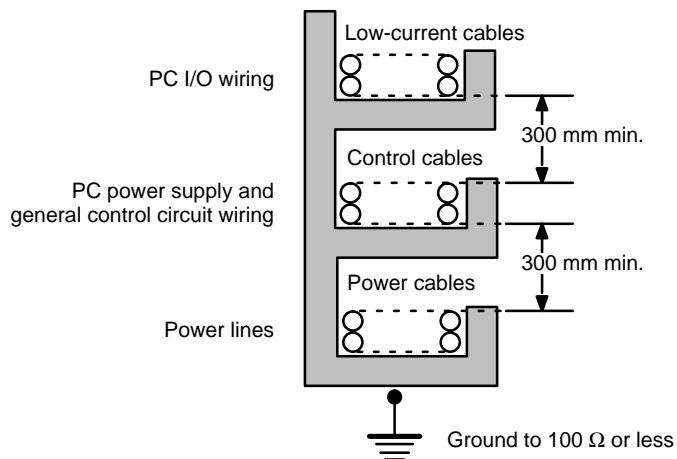 Low-current cables
PC I/O wiring
300 mm min.
Control cables
PC power supply and
general control circuit wiring
300 mm min.
Power cables
Power lines
Ground to 100 Ω or less